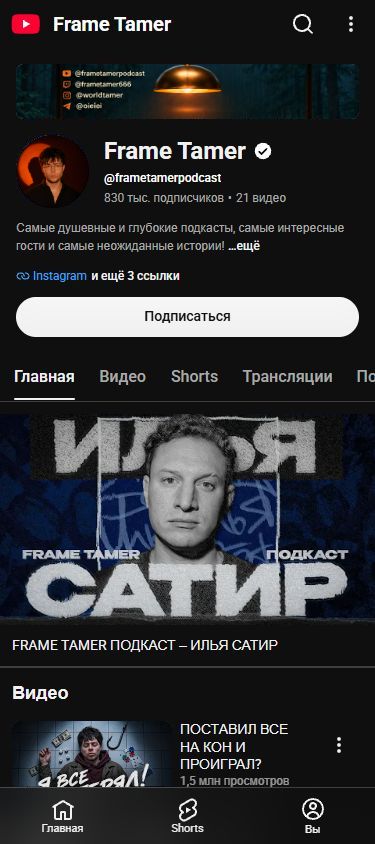 Frame Tamer
@frametamerpodcast
@frametamer666
@worldtamer
@oielei
Frame Tamer
@frametamerpodcast
830 тыс. подписчиков • 21 видео
Самые душевные и глубокие подкасты, самые интересные
гости и самые неожиданные истории! ...ещё
Instagram и ещё 3 ссылки
Подписаться
Главная Видео Shorts Трансляции По
ИЛЬЯ
FRAME TAMER ПОДКАСТ
САТИР
FRAME TAMER ПОДКАСТ – ИЛЬЯ САТИР
Видео
ПОСТАВИЛ ВСЕ
НА КОН И
ПРОИГРАЛ?
1,5 млн просмотров
Я ВСЕ
Главная Shorts Вы